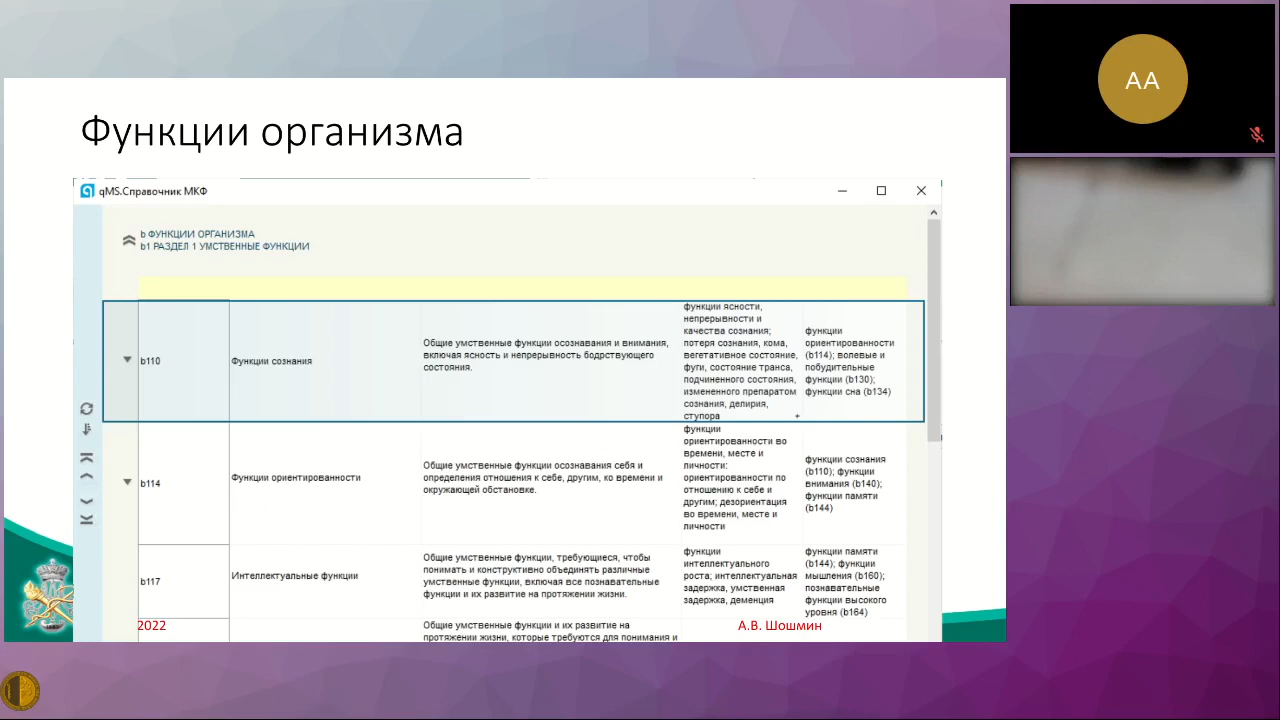 Функции организма
qMS.Справочник МКФ
b ФУНКЦИИ ОРГАНИЗМА
b1 РАЗДЕЛ 1 УМСТВЕННЫЕ ФУНКЦИИ
b110
Функции сознания
Общие умственные функции осознавания и внимания,
включая ясность и непрерывность бодрствующего
состояния.
функции ясности,
непрерывности и
качества сознания;
потеря сознания, кома,
вегетативное состояние,
фуги, состояние транса,
подчиненного состояния,
измененного препаратом
сознания, делирия,
ступора
функции
ориентированности
(b114); волевые и
побудительные
функции (b130);
функции сна (b134)
b114
Функции ориентированности
Общие умственные функции осознавания себя и
определения отношения к себе, другим, ко времени и
окружающей обстановке.
функции
ориентированности во
времени, месте и
личности:
ориентированности по
отношению к себе и
другим; дезориентация
во времени, месте и
личности
функции сознания
(b110); функции
внимания (b140);
функции памяти
(b144)
b117
Интеллектуальные функции
Общие умственные функции, требующиеся, чтобы
понимать и конструктивно объединять различные
умственные функции, включая все познавательные
функции и их развитие на протяжении жизни.
функции
интеллектуального
роста; интеллектуальная
задержка, умственная
задержка, деменция
функции памяти
(b144); функции
мышления (b160);
познавательные
функции высокого
уровня (b164)
Общие умственные функции и их развитие на
протяжении жизни, которые требуются для понимания и
2022
А.В. Шошмин
АА